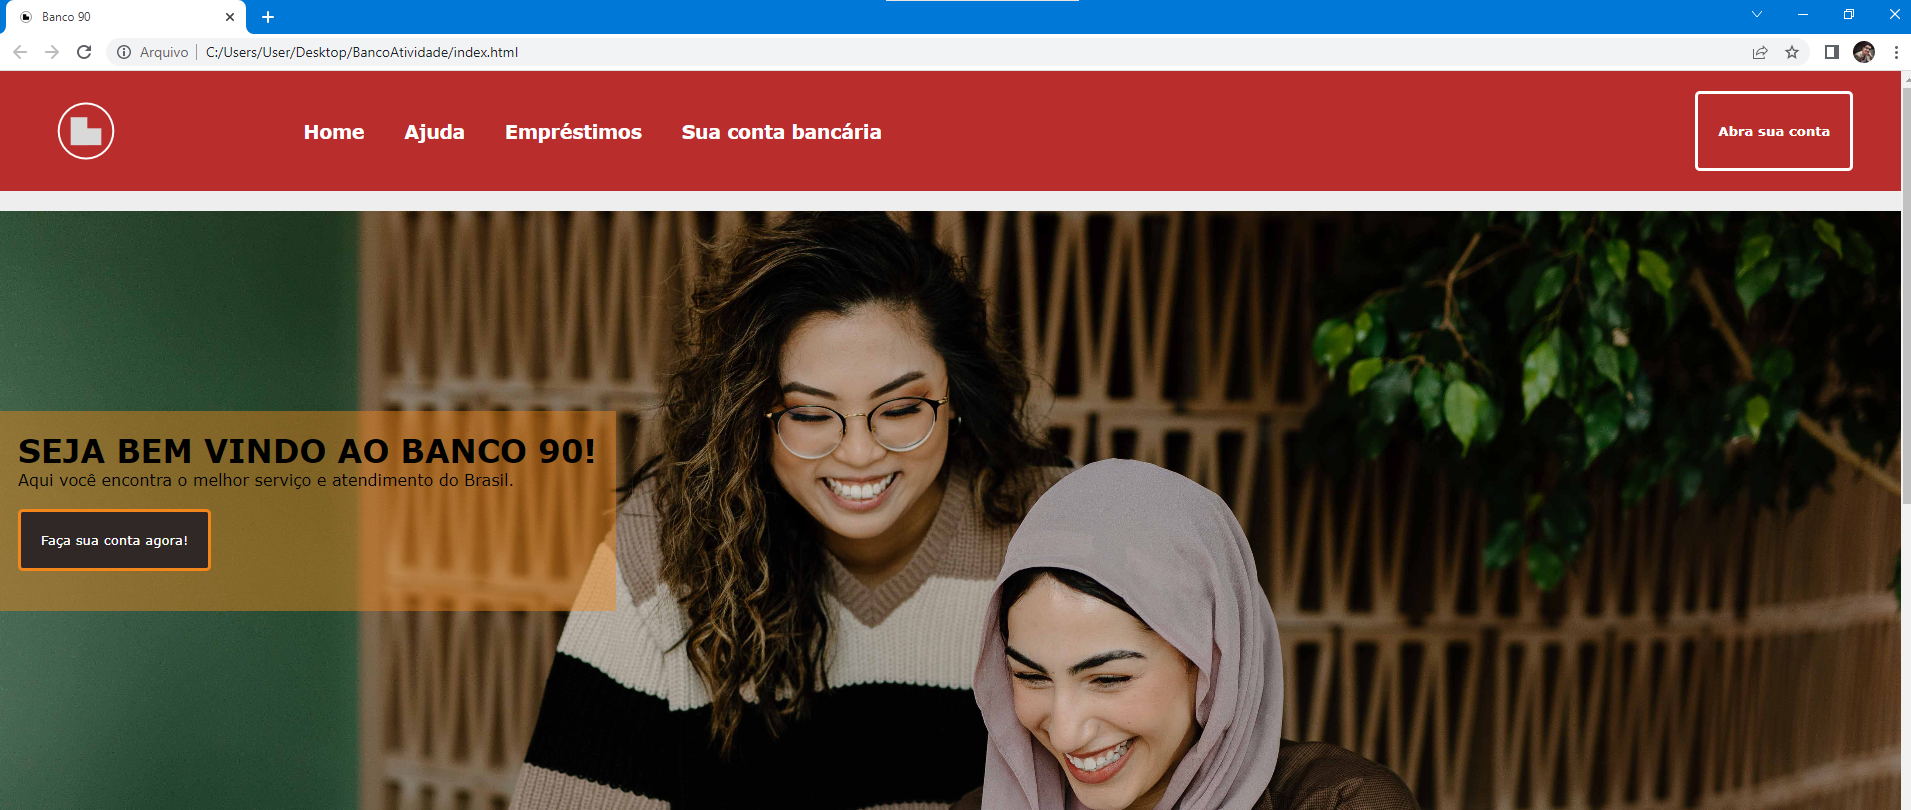 Banco 90
Arquivo | C:/Users/User/Desktop/BancoAtividade/index.html
Home Ajuda Empréstimos Sua conta bancária Abra sua conta
SEJA BEM VINDO AO BANCO 90!
Aqui você encontra o melhor serviço e atendimento do Brasil.
Faça sua conta agora!